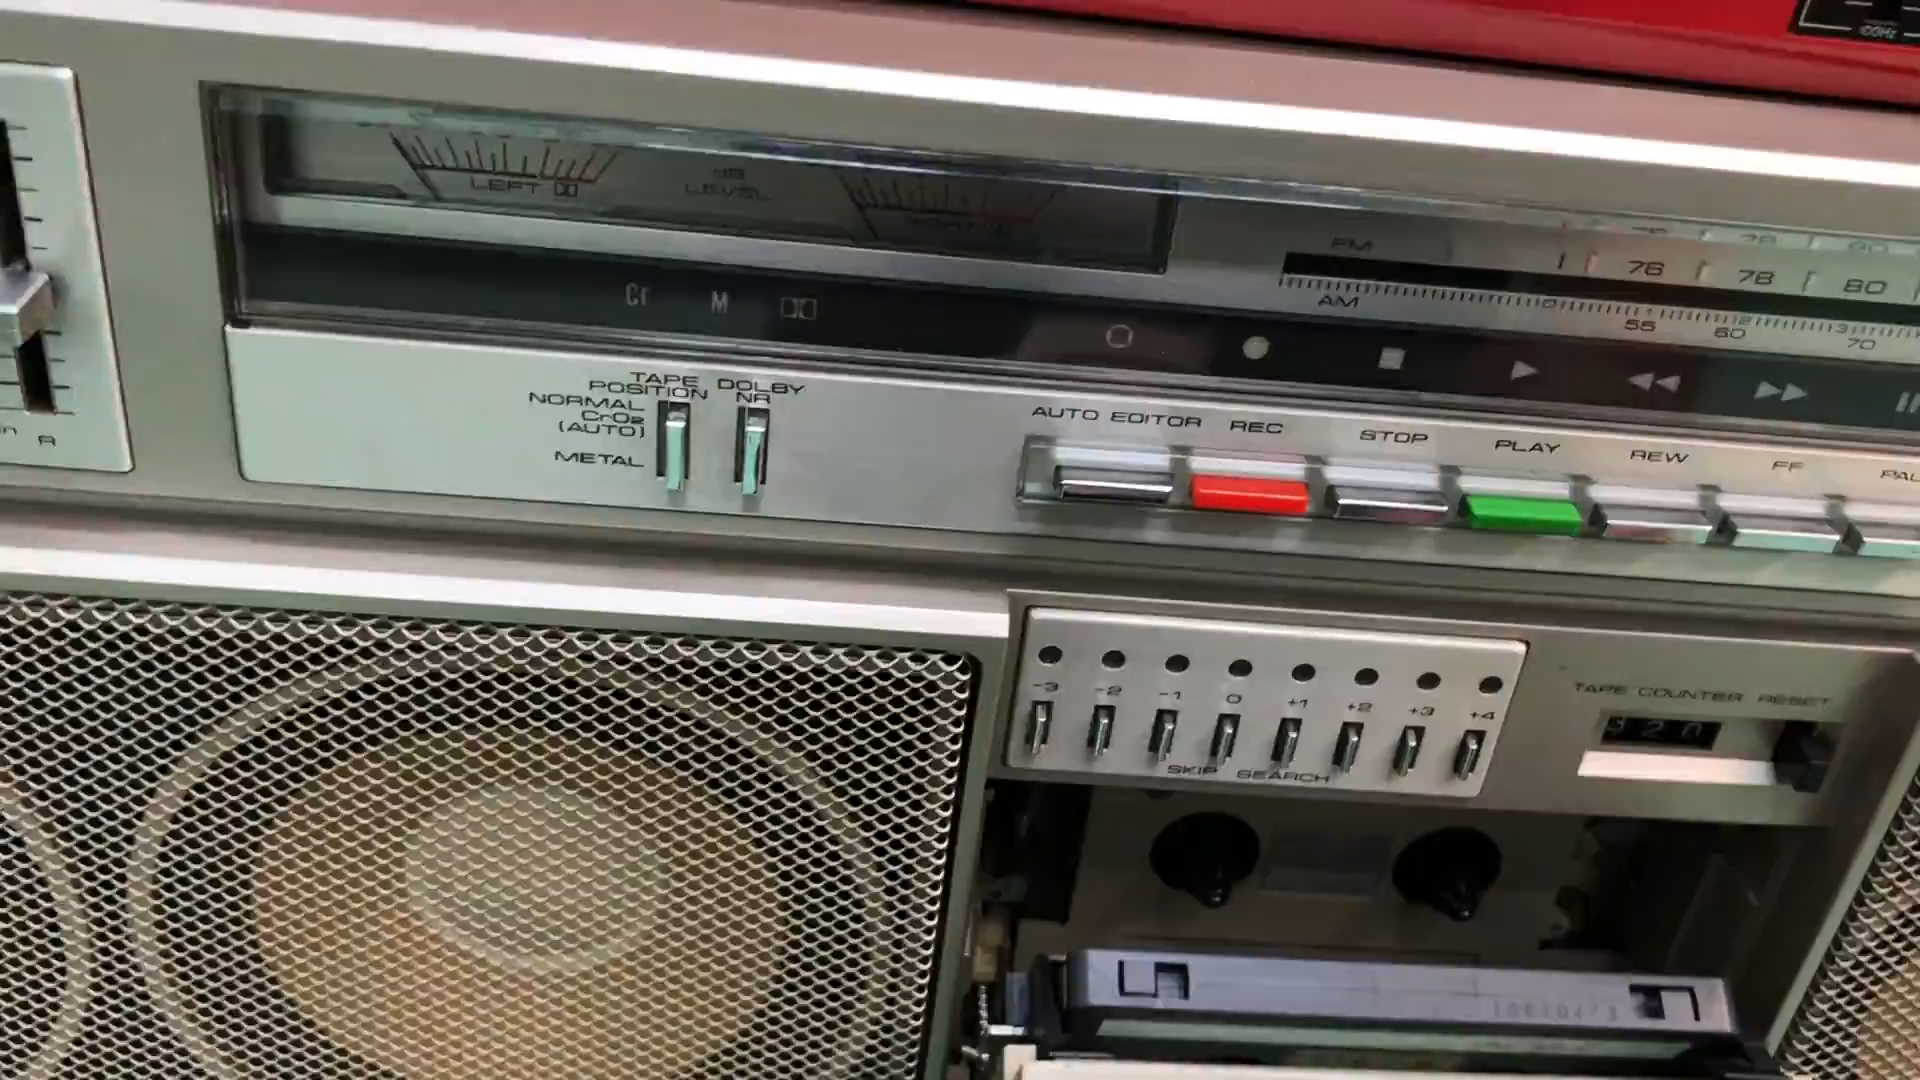 100Hz
LEFT
dB
LEVEL
FM
76 78 80
AM
55 60 70
Cr M
TAPE POSITION
DOLBY NR
NORMAL
CrO2
(AUTO)
METAL
AUTO EDITOR REC STOP PLAY REW FF
R
-3 -2 -1 0 +1 +2 +3 +4
SKIP SEARCH
TAPE COUNTER RESET